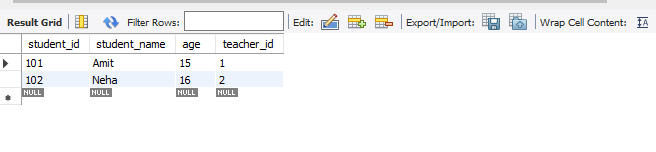 Result Grid Filter Rows: Edit: Export/Import: Wrap Cell Content: IA
student_id student_name age teacher_id
101 Amit 15 1
102 Neha 16 2
NULL NULL NULL NULL